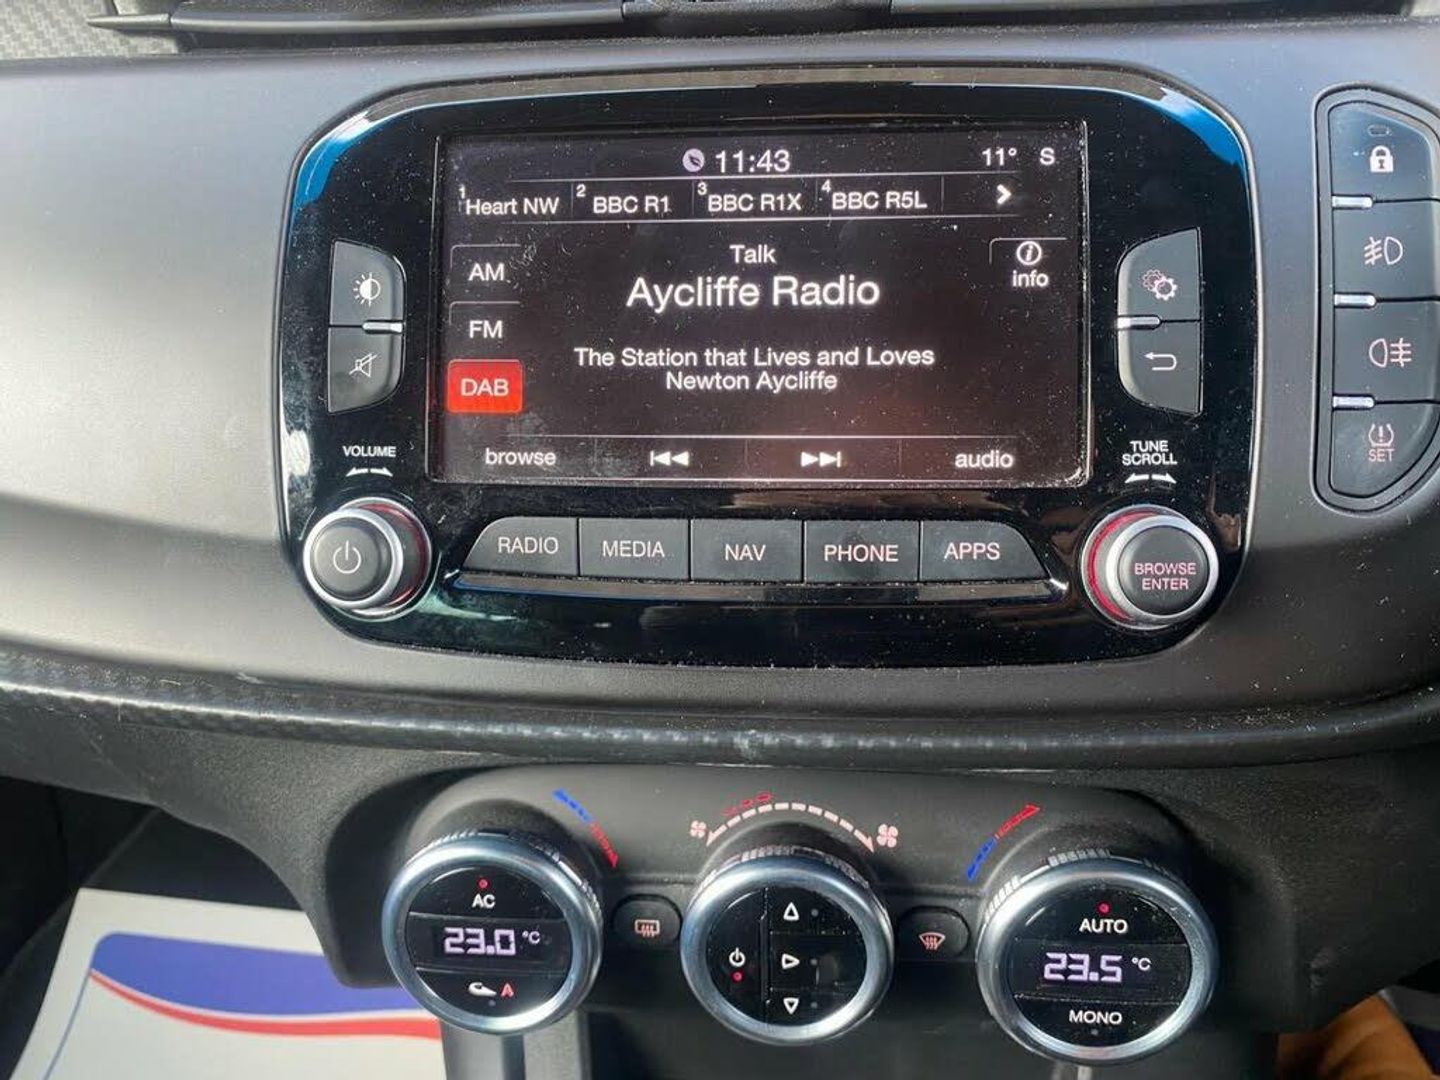 11:43 11° S
1 Heart NW 2 BBC R1 3 BBC R1X 4 BBC R5L
Talk
Aycliffe Radio
info
AM
FM
DAB
The Station that Lives and Loves
Newton Aycliffe
browse audio
VOLUME
TUNE
SCROLL
SET
RADIO MEDIA NAV PHONE APPS
BROWSE
ENTER
AC
23.0 °C
A
AUTO
23.5 °C
MONO